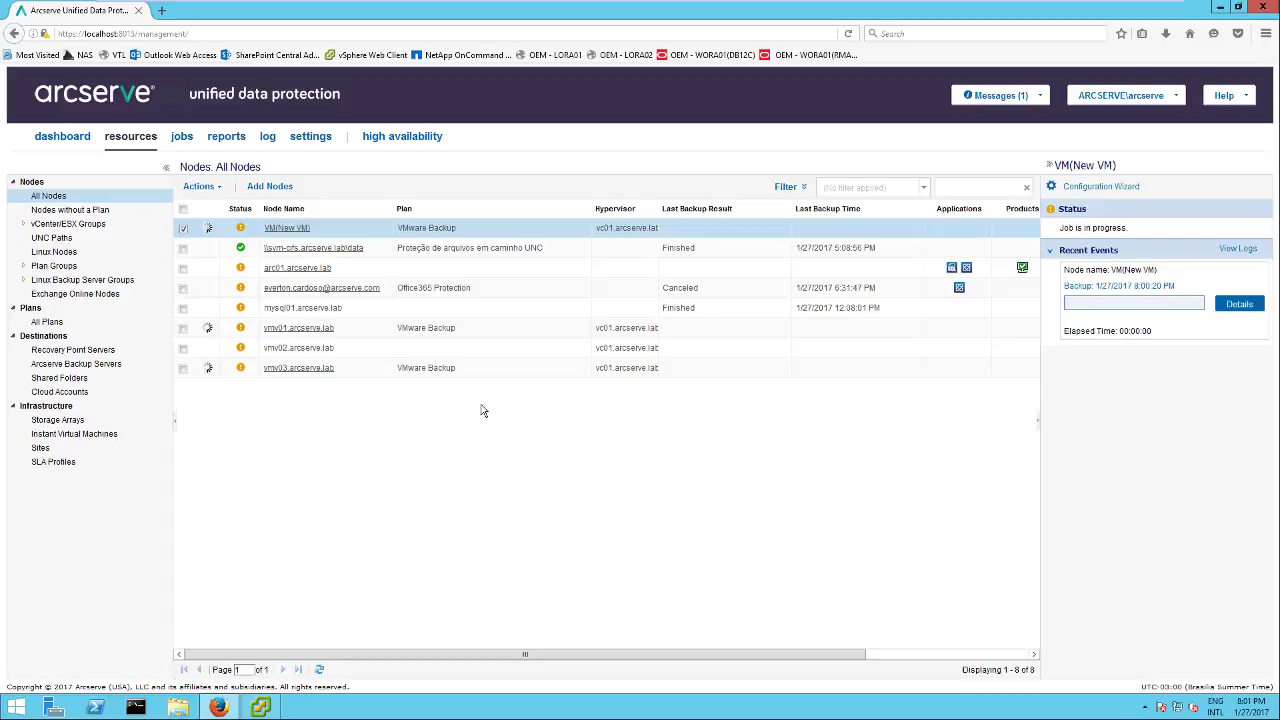 Arcserve Unified Data Prot...
https://localhost:8015/management/
Search
Most Visited NAS VTL Outlook Web Access SharePoint Central Ad... vSphere Web Client NetApp OnCommand ... OEM - LORA01 OEM - LORA02 OEM - WORA01(DB12C) OEM - WORA01(RMA...
arcserve® unified data protection
Messages (1) ARCSERVE\arcserve Help
dashboard resources jobs reports log settings | high availability
Nodes
All Nodes
Nodes without a Plan
vCenter/ESX Groups
UNC Paths
Linux Nodes
Plan Groups
Linux Backup Server Groups
Exchange Online Nodes
Plans
All Plans
Destinations
Recovery Point Servers
Arcserve Backup Servers
Shared Folders
Cloud Accounts
Infrastructure
Storage Arrays
Instant Virtual Machines
Sites
SLA Profiles
Nodes: All Nodes
Actions | Add Nodes Filter (No filter applied)
Status Node Name Plan Hypervisor Last Backup Result Last Backup Time Applications Products
VM(New VM) VMware Backup vc01.arcserve.lab
\\svm-cifs.arcserve.lab\data Proteção de arquivos em caminho UNC Finished 1/27/2017 5:08:56 PM
arc01.arcserve.lab
everton.cardoso@arcserve.com Office365 Protection Canceled 1/27/2017 6:31:47 PM
mysql01.arcserve.lab Finished 1/27/2017 12:08:01 PM
vmv01.arcserve.lab VMware Backup vc01.arcserve.lab
vmv02.arcserve.lab vc01.arcserve.lab
vmv03.arcserve.lab VMware Backup vc01.arcserve.lab
Page 1 of 1 Displaying 1 - 8 of 8
VM(New VM)
Configuration Wizard
Status
Job is in progress.
Recent Events View Logs
Node name: VM(New VM)
Backup: 1/27/2017 8:00:20 PM
Details
Elapsed Time: 00:00:00
Copyright © 2017 Arcserve (USA), LLC and its affiliates and subsidiaries. All rights reserved. UTC-03:00 (Brasilia Summer Time)
ENG 8:01 PM
INTL 1/27/2017